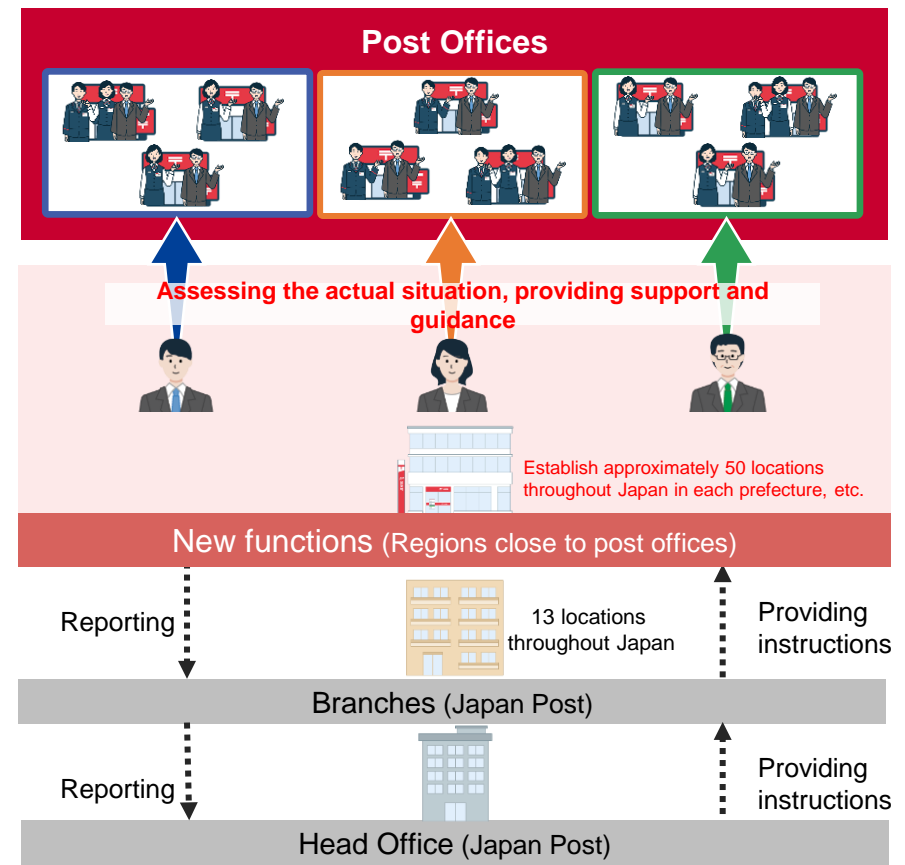 Post Offices
Assessing the actual situation, providing support and
guidance
Establish approximately 50 locations
throughout Japan in each prefecture, etc.
New functions (Regions close to post offices)
Reporting
13 locations
throughout Japan
Providing
instructions
Branches (Japan Post)
Reporting
Providing
instructions
Head Office (Japan Post)